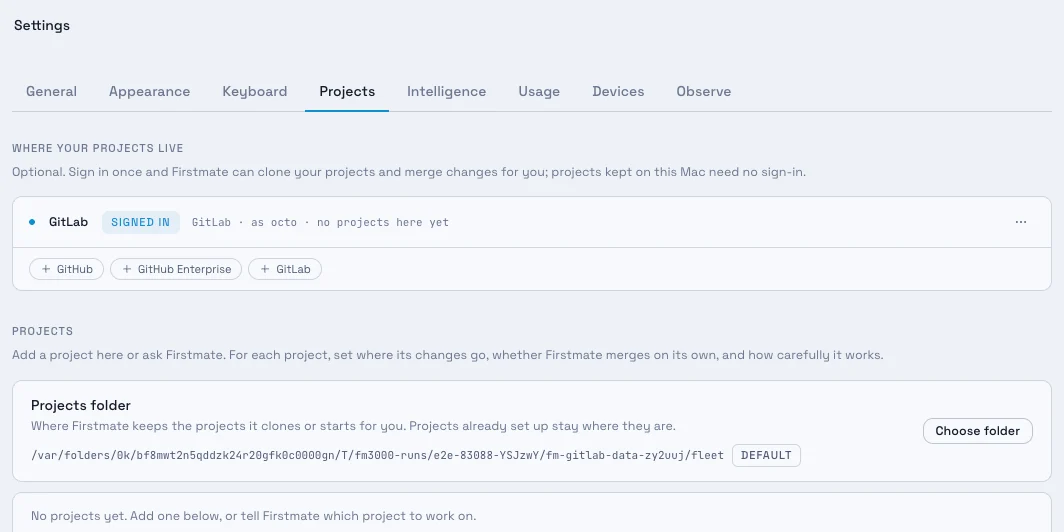 Settings
General Appearance Keyboard Projects Intelligence Usage Devices Observe
WHERE YOUR PROJECTS LIVE
Optional. Sign in once and Firstmate can clone your projects and merge changes for you; projects kept on this Mac need no sign-in.
GitLab SIGNED IN GitLab · as octo · no projects here yet ···
+ GitHub + GitHub Enterprise + GitLab
PROJECTS
Add a project here or ask Firstmate. For each project, set where its changes go, whether Firstmate merges on its own, and how carefully it works.
Projects folder
Where Firstmate keeps the projects it clones or starts for you. Projects already set up stay where they are.
Choose folder
/var/folders/0k/bf8mwt2n5qddzk24r20gfk0c0000gn/T/fm3000-runs/e2e-83088-YSJzwY/fm-gitlab-data-zy2uuj/fleet DEFAULT
No projects yet. Add one below, or tell Firstmate which project to work on.